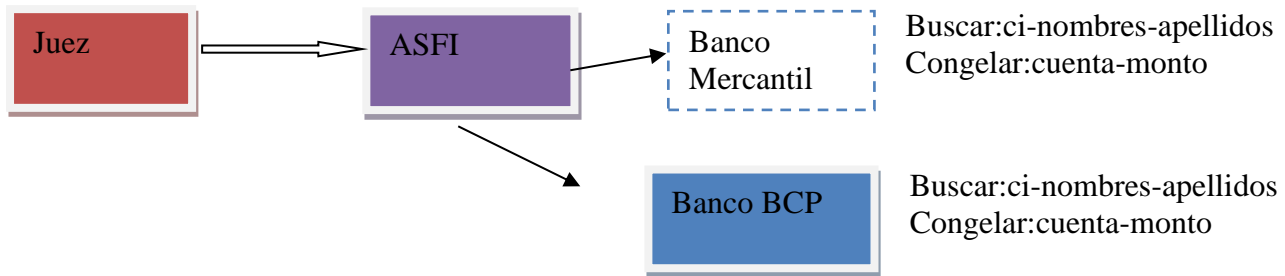 Juez
ASFI
Banco
Mercantil
Buscar:ci-nombres-apellidos
Congelar:cuenta-monto
Banco BCP
Buscar:ci-nombres-apellidos
Congelar:cuenta-monto